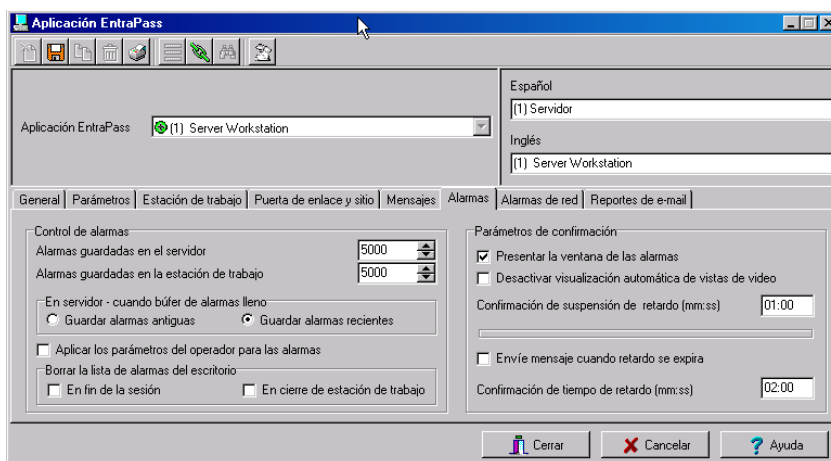 Aplicación EntraPass
Español
(1) Servidor
Aplicación EntraPass
(1) Server Workstation
Inglés
(1) Server Workstation
General
Parámetros
Estación de trabajo
Puerta de enlace y sitio
Mensajes
Alarmas
Alarmas de red
Reportes de e-mail
Control de alarmas
Alarmas guardadas en el servidor 5000
Alarmas guardadas en la estación de trabajo 5000
En servidor - cuando búfer de alarmas lleno
Guardar alarmas antiguas
Guardar alarmas recientes
Aplicar los parámetros del operador para las alarmas
Borrar la lista de alarmas del escritorio
En fin de la sesión
En cierre de estación de trabajo
Parámetros de confirmación
Presentar la ventana de las alarmas
Desactivar visualización automática de vistas de video
Confirmación de suspensión de retardo (mm:ss) 01:00
Envíe mensaje cuando retardo se expira
Confirmación de tiempo de retardo (mm:ss) 02:00
Cerrar
Cancelar
Ayuda